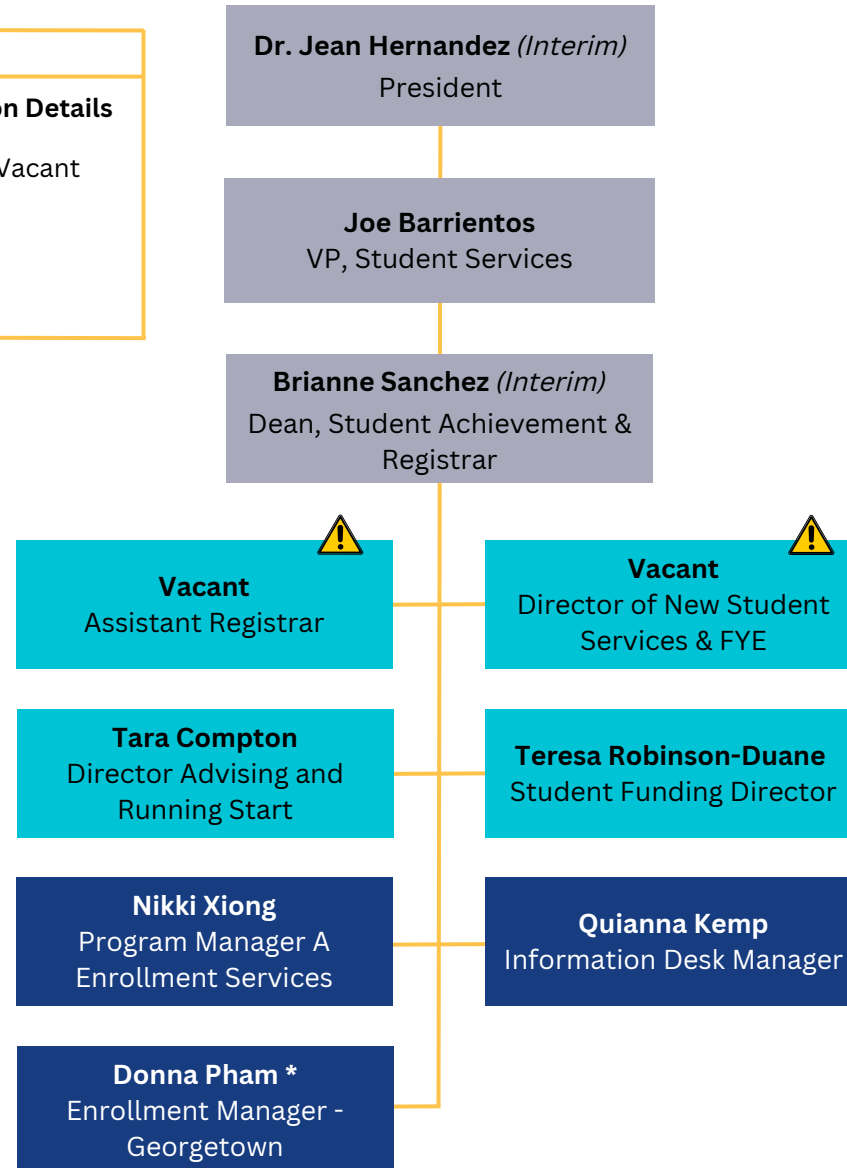 Details
Vacant
Dr. Jean Hernandez (Interim)
President
Joe Barrientos
VP, Student Services
Brianne Sanchez (Interim)
Dean, Student Achievement &
Registrar
Vacant
Assistant Registrar
Vacant
Director of New Student
Services & FYE
Tara Compton
Director Advising and
Running Start
Teresa Robinson-Duane
Student Funding Director
Nikki Xiong
Program Manager A
Enrollment Services
Quianna Kemp
Information Desk Manager
Donna Pham *
Enrollment Manager -
Georgetown